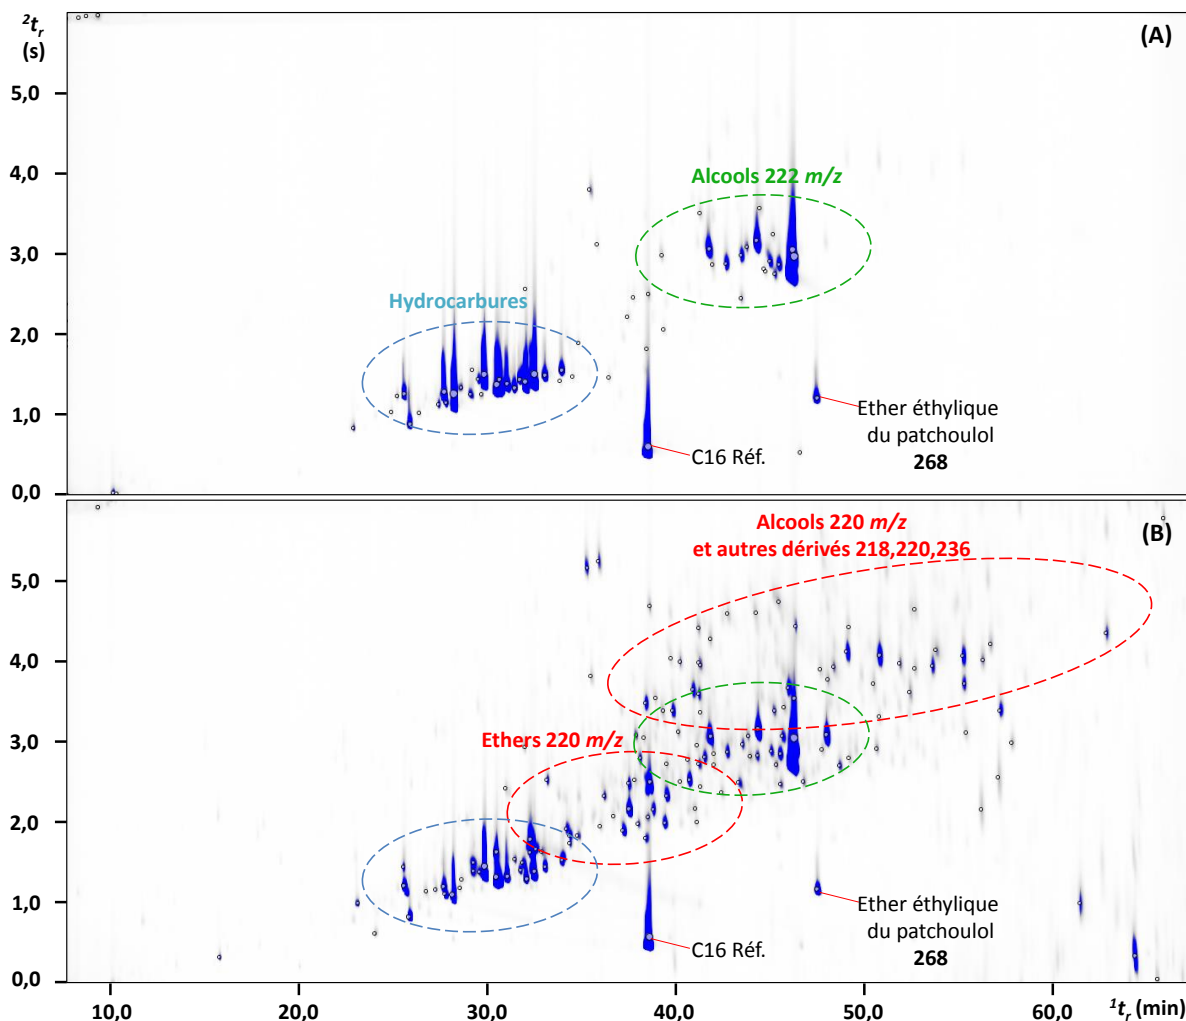 ²tᵣ
(s)
(A)
5,0
4,0
Alcools 222 m/z
3,0
Hydrocarbures
2,0
1,0
Ether éthylique
du patchoulol
268
C16 Réf.
0,0
Alcools 220 m/z
et autres dérivés 218,220,236
(B)
5,0
4,0
Ethers 220 m/z
3,0
2,0
1,0
Ether éthylique
du patchoulol
268
C16 Réf.
0,0
10,0 20,0 30,0 40,0 50,0 60,0 ¹tᵣ (min)